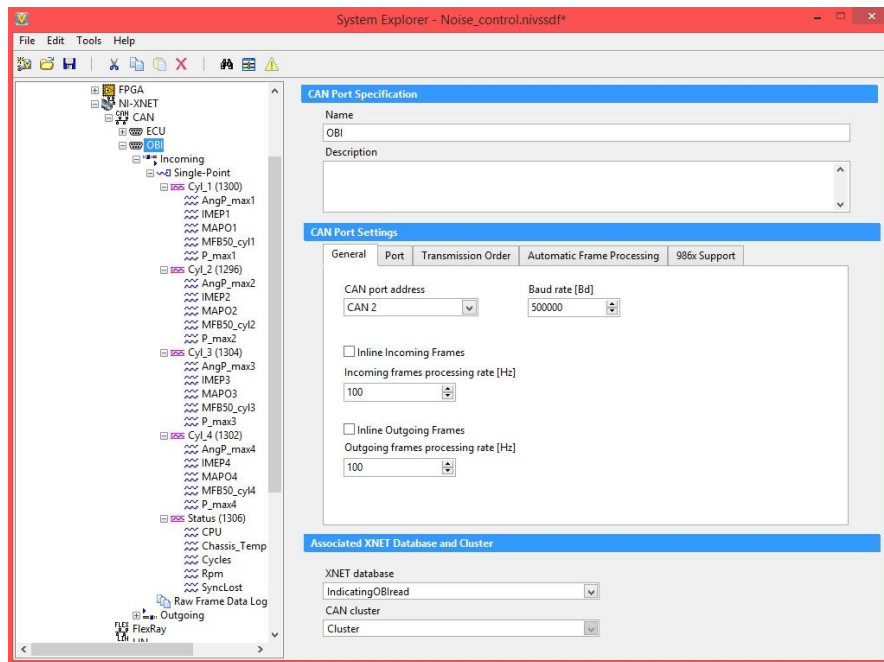 System Explorer - Noise_control.nivssdf*
File Edit Tools Help
FPGA
NI-XNET
CAN
ECU
OBI
Incoming
Single-Point
Cyl_1 (1300)
AngP_max1
IMEP1
MAPO1
MFB50_cyl1
P_max1
Cyl_2 (1296)
AngP_max2
IMEP2
MAPO2
MFB50_cyl2
P_max2
Cyl_3 (1304)
AngP_max3
IMEP3
MAPO3
MFB50_cyl3
P_max3
Cyl_4 (1302)
AngP_max4
IMEP4
MAPO4
MFB50_cyl4
P_max4
Status (1306)
CPU
Chassis_Temp
Cycles
Rpm
SyncLost
Raw Frame Data Log
Outgoing
FlexRay
LIN
CAN Port Specification
Name
OBI
Description
CAN Port Settings
General Port Transmission Order Automatic Frame Processing 986x Support
CAN port address Baud rate [Bd]
CAN 2 500000
Inline Incoming Frames
Incoming frames processing rate [Hz]
100
Inline Outgoing Frames
Outgoing frames processing rate [Hz]
100
Associated XNET Database and Cluster
XNET database
IndicatingOBIread
CAN cluster
Cluster